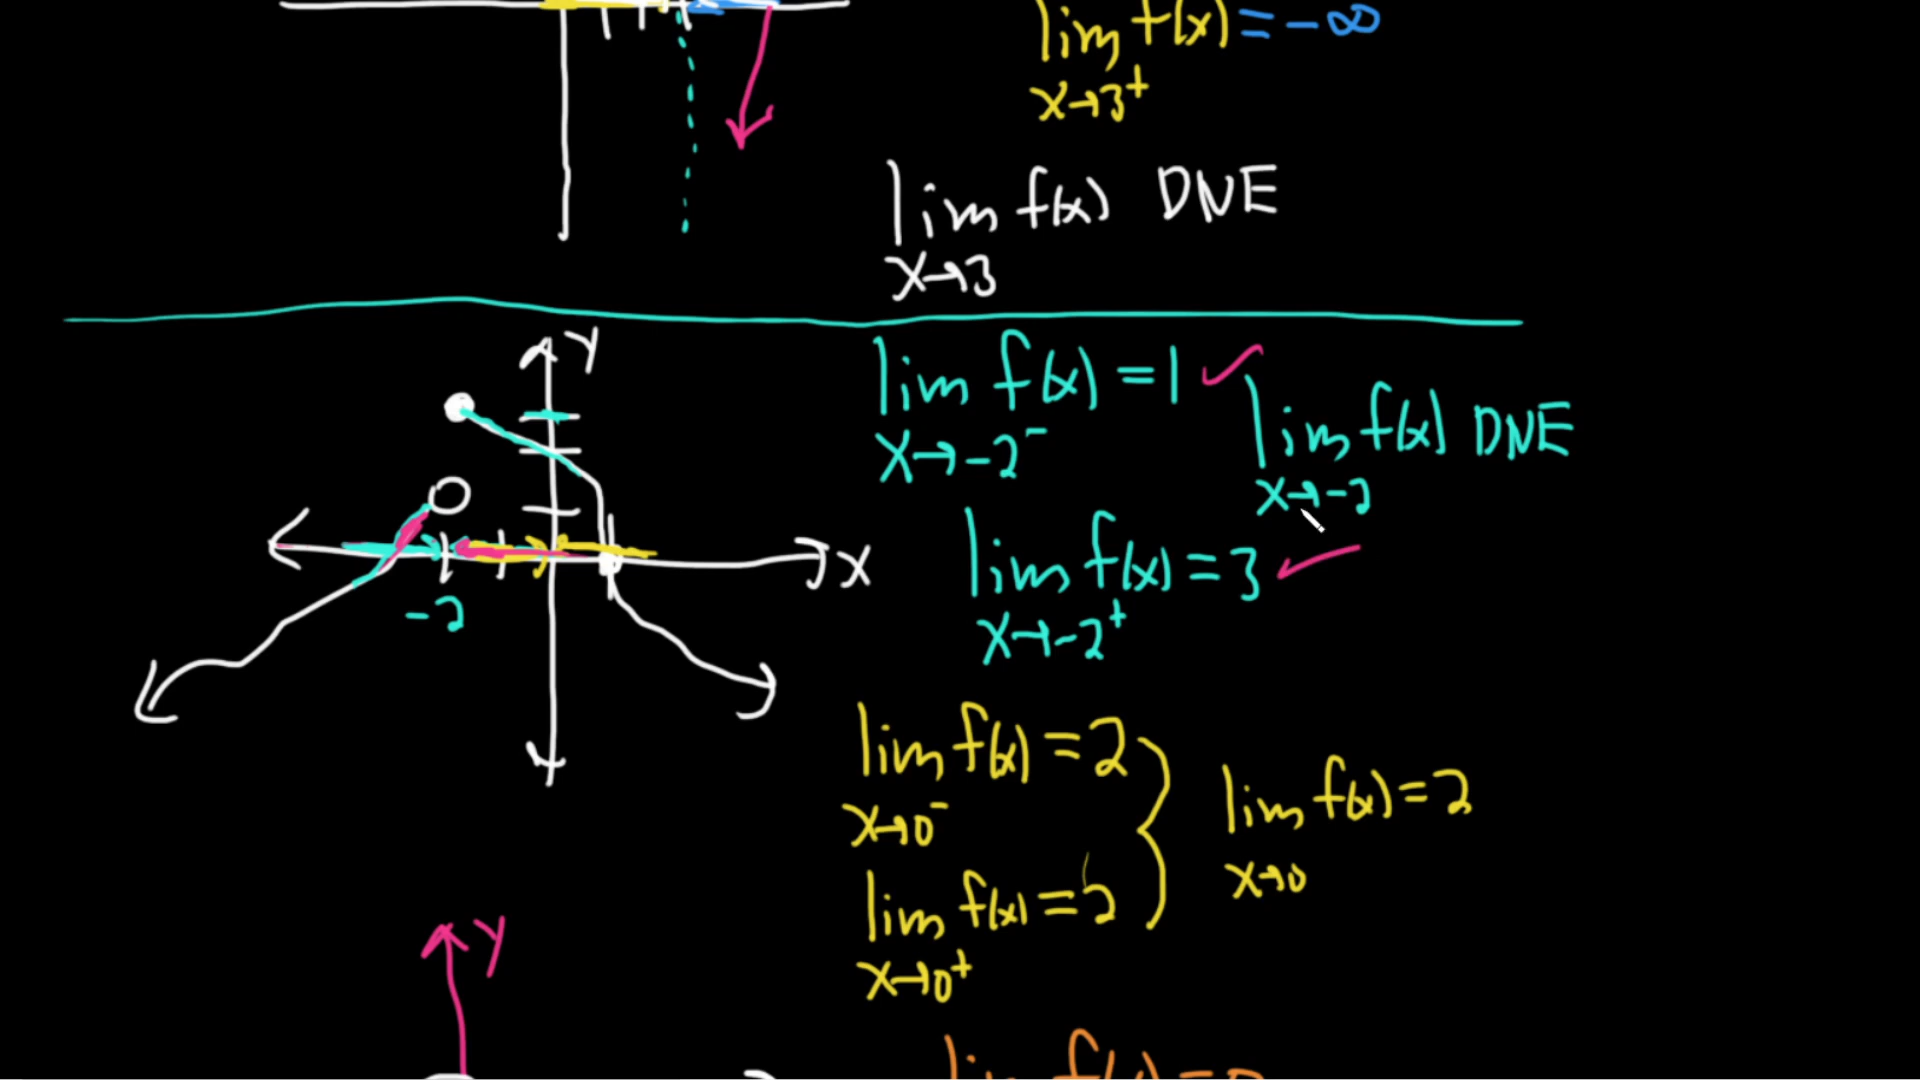 lim f(x) = -∞
x→3⁺
lim f(x) DNE
x→3
y
x
-2
lim f(x) = 1 ✓
x→-2⁻
lim f(x) DNE
x→-2
lim f(x) = 3 ✓
x→-2⁺
lim f(x) = 2
x→0⁻
lim f(x) = 2
x→0⁺
lim f(x) = 2
x→0
y